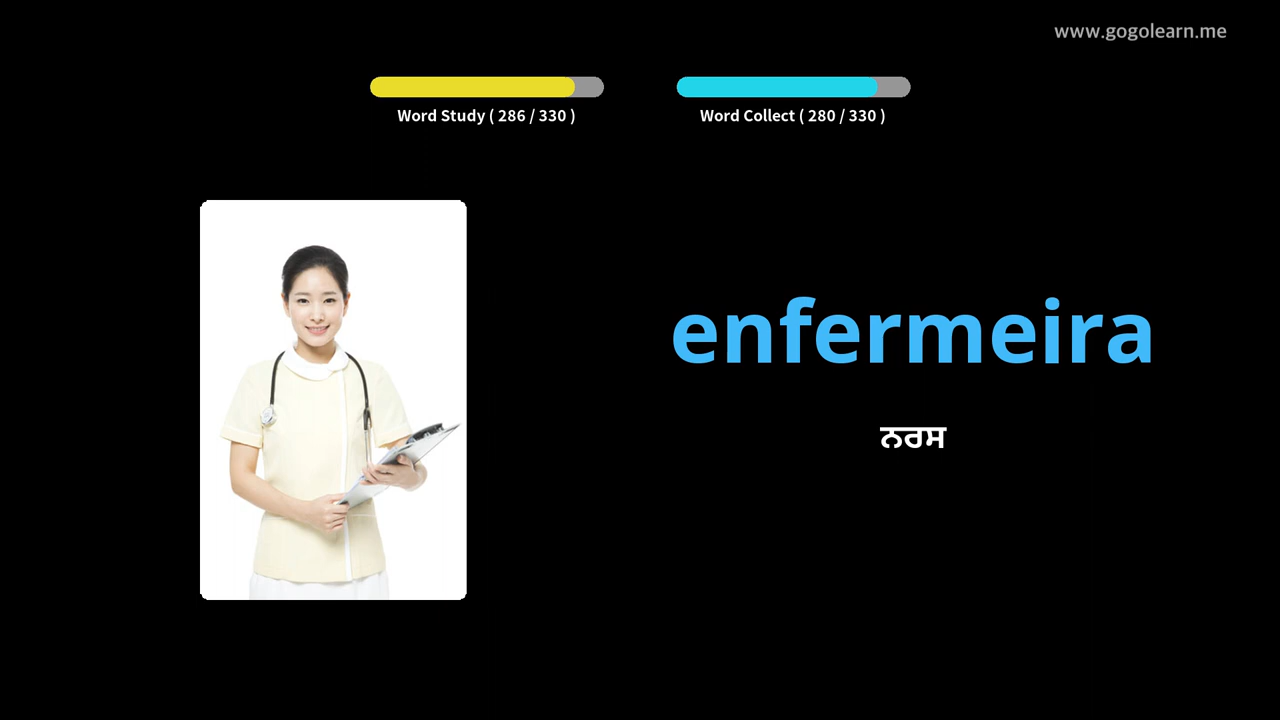 www.gogolearn.me
Word Study ( 286 / 330 )
Word Collect ( 280 / 330 )
enfermeira
ਨਰਸ